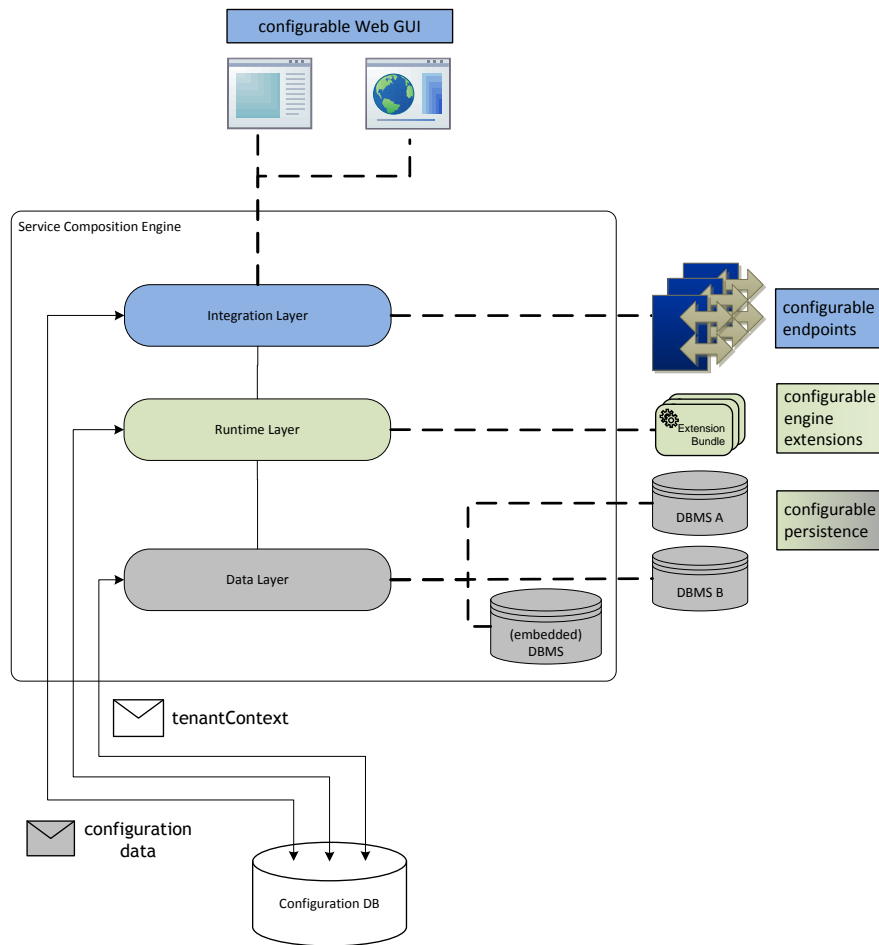 configurable Web GUI
Service Composition Engine
Integration Layer
configurable
endpoints
Runtime Layer
Extension
Bundle
configurable
engine
extensions
DBMS A
configurable
persistence
Data Layer
DBMS B
(embedded)
DBMS
tenantContext
configuration
data
Configuration DB